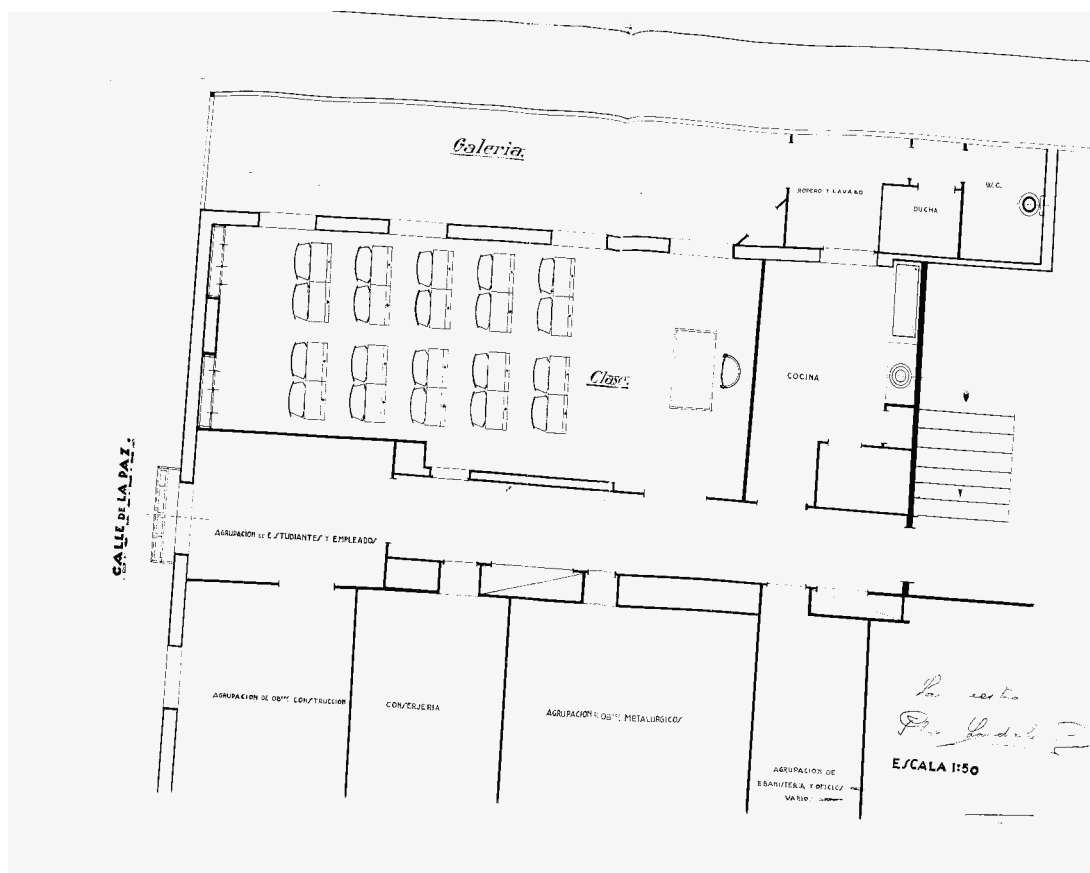 Galeria.
ROPERO Y LAVABO
DUCHA
W.C.
Clase.
COCINA
CALLE DE LA PAZ.
AGRUPACION DE ESTUDIANTES Y EMPLEADOS
AGRUPACION DE OBROS CONSTRUCCION
CONSERJERIA
AGRUPACION DE OBROS METALURGICOS
AGRUPACION DE
EBANISTERIA Y OFICIOS
VARIOS
ESCALA 1:50